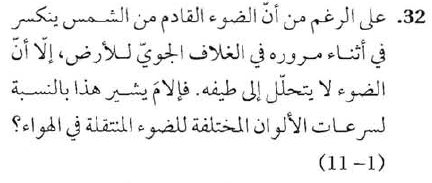 32. على الرغم من أنّ الضوء القادم من الشمس ينكسر
في أثناء مروره في الغلاف الجويّ للأرض، إلّا أنّ
الضوء لا يتحلّل إلى طيفه. فإلامَ يشير هذا بالنسبة
لسرعات الألوان المختلفة للضوء المنتقلة في الهواء؟
(11-1)